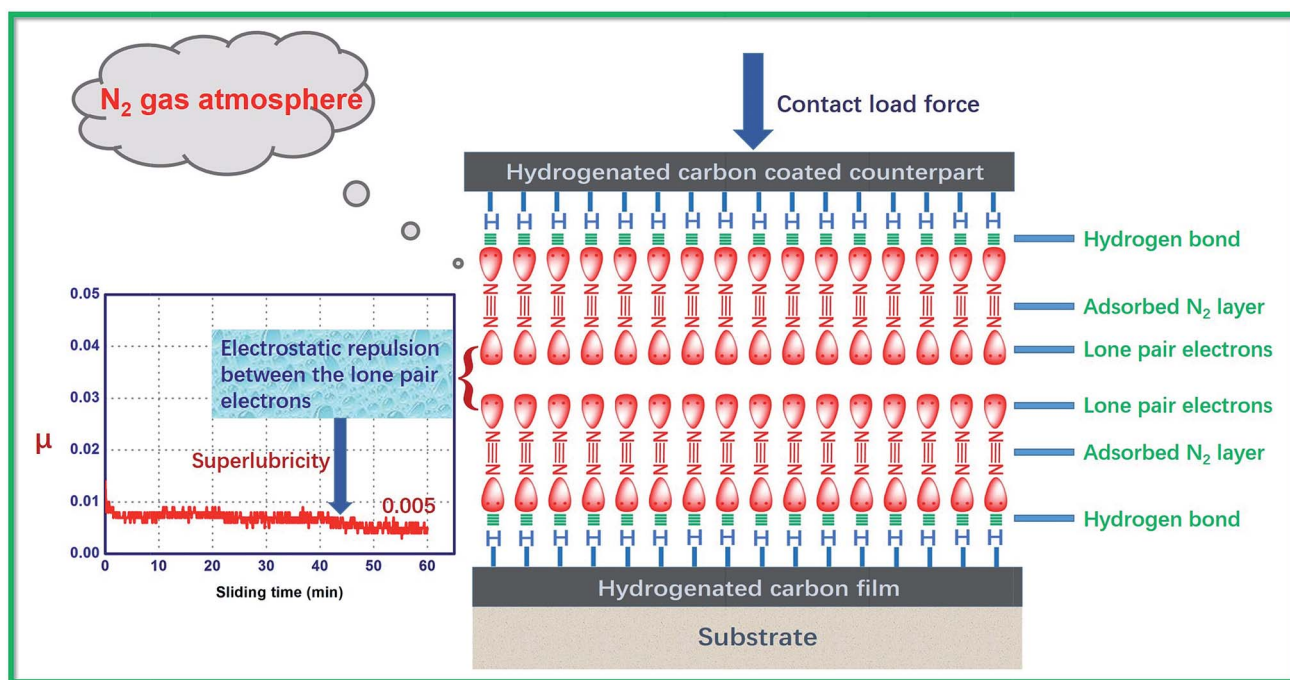 N₂ gas atmosphere
Contact load force
Hydrogenated carbon coated counterpart
H H H H H H H H H H H H H H H H
N≡N N≡N N≡N N≡N N≡N N≡N N≡N N≡N N≡N N≡N N≡N N≡N N≡N N≡N N≡N N≡N
Hydrogen bond
Adsorbed N₂ layer
Lone pair electrons
Lone pair electrons
Adsorbed N₂ layer
Hydrogen bond
N≡N N≡N N≡N N≡N N≡N N≡N N≡N N≡N N≡N N≡N N≡N N≡N N≡N N≡N N≡N N≡N
H H H H H H H H H H H H H H H H
Hydrogenated carbon film
Substrate
0.05
0.04
0.03
0.02
0.01
0.00
μ
Electrostatic repulsion
between the lone pair
electrons
Superlubricity
0.005
0 10 20 30 40 50 60
Sliding time (min)